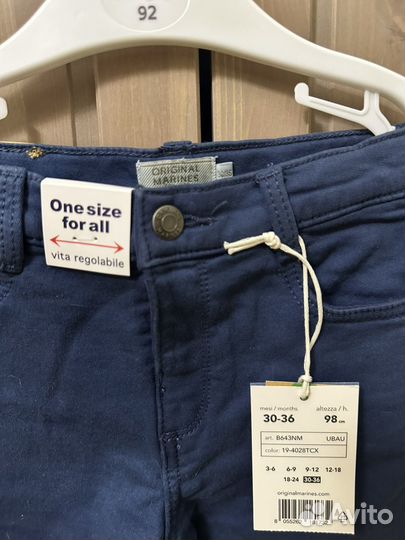 92
ORIGINAL
MARINES
One size
for all
vita regolabile
mesi / months
altezza / h.
30-36
98 cm
art. B643NM
UBAU
color: 19-4028TCX
3-6 6-9 9-12 12-18
18-24 30-36
originalmarines.com
Avito